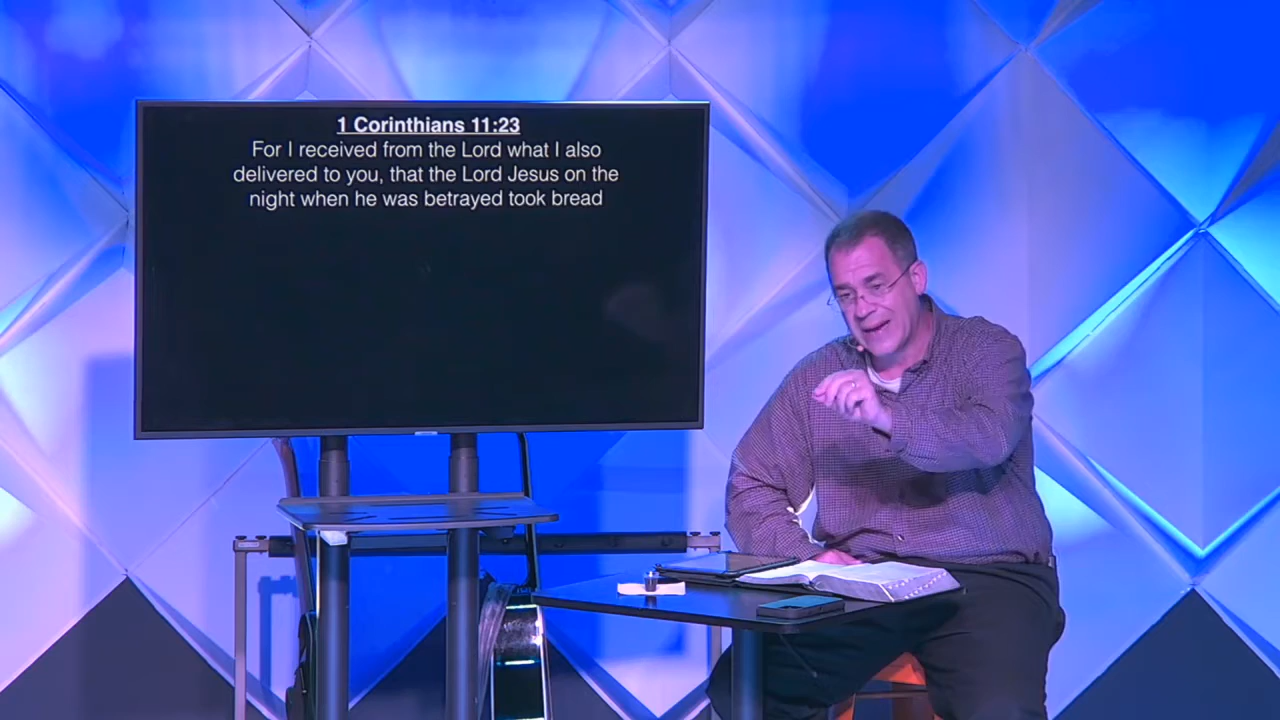 1 Corinthians 11:23
For I received from the Lord what I also
delivered to you, that the Lord Jesus on the
night when he was betrayed took bread